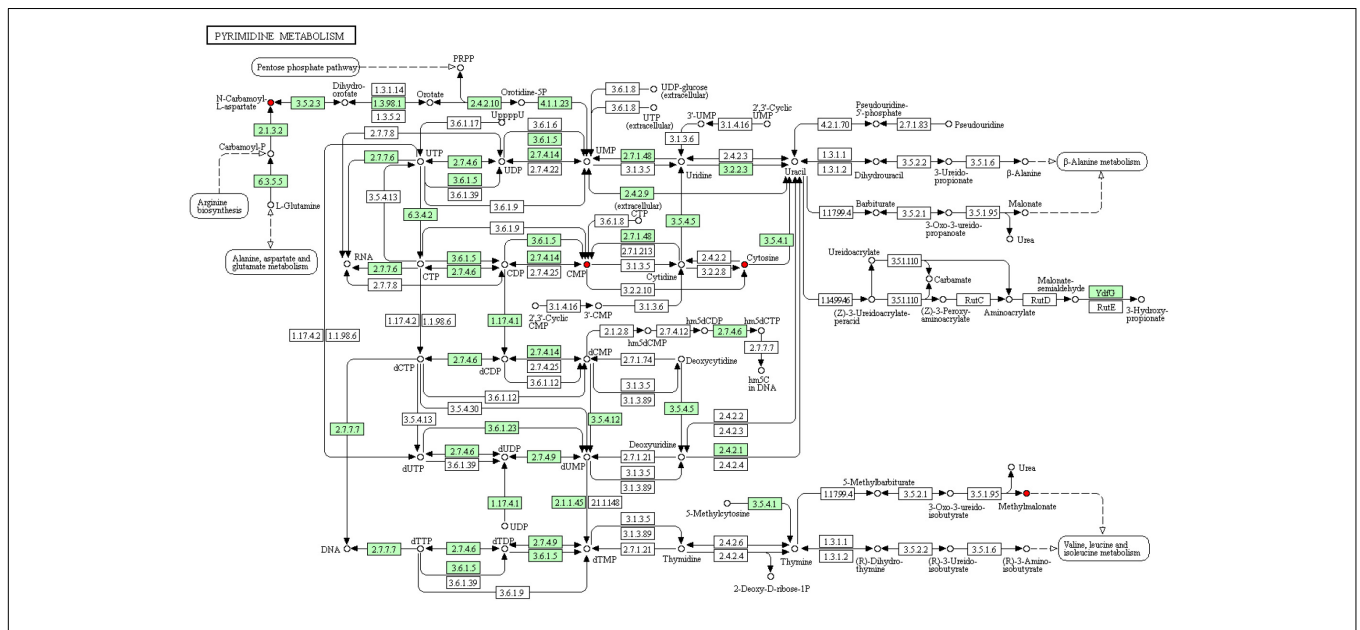 PYRIMIDINE METABOLISM
Pentose phosphate pathway
PRPP
N-Carbamoyl-
L-aspartate
3.5.2.3
Dihydro-
orotate
1.3.1.14
1.3.98.1
1.3.5.2
Orotate
2.4.2.10
Orotidine-5P
4.1.1.23
3.6.1.8
UDP-glucose
(extracellular)
3.6.1.8
UTP
(extracellular)
2',3'-Cyclic
UMP
3'-UMP
3.1.4.16
3.1.3.6
Pseudouridine-
5'-phosphate
4.2.1.70
2.7.1.83
Pseudouridine
2.1.3.2
Carbamoyl-P
6.3.5.5
Arginine
biosynthesis
L-Glutamine
Alanine, aspartate and
glutamate metabolism
3.6.1.17
UppppU
2.7.7.8
3.6.1.6
3.6.1.5
2.7.7.6
UTP
2.7.4.6
UDP
2.7.4.14
2.7.4.22
UMP
2.7.1.48
3.1.3.5
Uridine
2.4.2.3
3.2.2.3
Uracil
1.3.1.1
1.3.1.2
Dihydrouracil
3.5.2.2
3-Ureido-
propionate
3.5.1.6
β-Alanine
β-Alanine metabolism
3.6.1.5
3.6.1.39
3.5.4.13
3.6.1.9
2.4.2.9
6.3.4.2
(extracellular)
CTP
3.6.1.8
3.5.4.5
1.17.99.4
Barbiturate
3.5.2.1
3-Oxo-3-ureido-
propanoate
3.5.1.95
Malonate
Urea
3.6.1.9
3.6.1.5
2.7.1.48
2.7.1.213
3.5.4.1
RNA
2.7.7.6
2.7.7.8
CTP
3.6.1.5
2.7.4.6
CDP
2.7.4.14
2.7.4.25
CMP
3.1.3.5
Cytidine
2.4.2.2
3.2.2.8
Cytosine
3.2.2.10
Ureidoacrylate
3.5.1.110
Carbamate
Malonate-
semialdehyde
1.14.99.46
(Z)-3-Ureidoacrylate-
peracid
3.5.1.110
(Z)-3-Peroxy-
aminoacrylate
RutC
Aminoacrylate
RutD
YdfG
RutE
3-Hydroxy-
propionate
3.1.4.16
2',3'-Cyclic
CMP
3'-CMP
3.1.3.6
1.17.4.2
1.1.98.6
1.17.4.2
1.1.98.6
1.17.4.1
2.1.2.8
hm5dCMP
hm5dCDP
2.7.4.12
2.7.4.6
hm5dCTP
2.7.7.7
hm5C
in DNA
dCTP
2.7.4.6
dCDP
2.7.4.14
2.7.4.25
3.6.1.12
dCMP
2.7.1.74
Deoxycytidine
3.1.3.5
3.1.3.89
3.6.1.12
3.5.4.30
3.5.4.13
3.5.4.12
3.5.4.5
2.4.2.2
2.4.2.3
2.7.7.7
3.6.1.23
dUTP
2.7.4.6
3.6.1.39
dUDP
2.7.4.9
dUMP
2.7.1.21
Deoxyuridine
2.4.2.1
2.4.2.4
3.1.3.5
3.1.3.89
1.17.4.1
UDP
2.1.1.45
2.1.1.148
5-Methylcytosine
3.5.4.1
1.17.99.4
5-Methylbarbiturate
3.5.2.1
3-Oxo-3-ureido-
isobutyrate
3.5.1.95
Urea
Methylmalonate
DNA
2.7.7.7
dTTP
2.7.4.6
dTDP
2.7.4.9
3.6.1.5
dTMP
3.1.3.5
3.1.3.89
2.7.1.21
Thymidine
2.4.2.6
2.4.2.4
Thymine
1.3.1.1
1.3.1.2
(R)-Dihydro-
thymine
3.5.2.2
(R)-3-Ureido-
isobutyrate
3.5.1.6
(R)-3-Amino-
isobutyrate
Valine, leucine and
isoleucine metabolism
3.6.1.5
3.6.1.39
3.6.1.9
2-Deoxy-D-ribose-1P